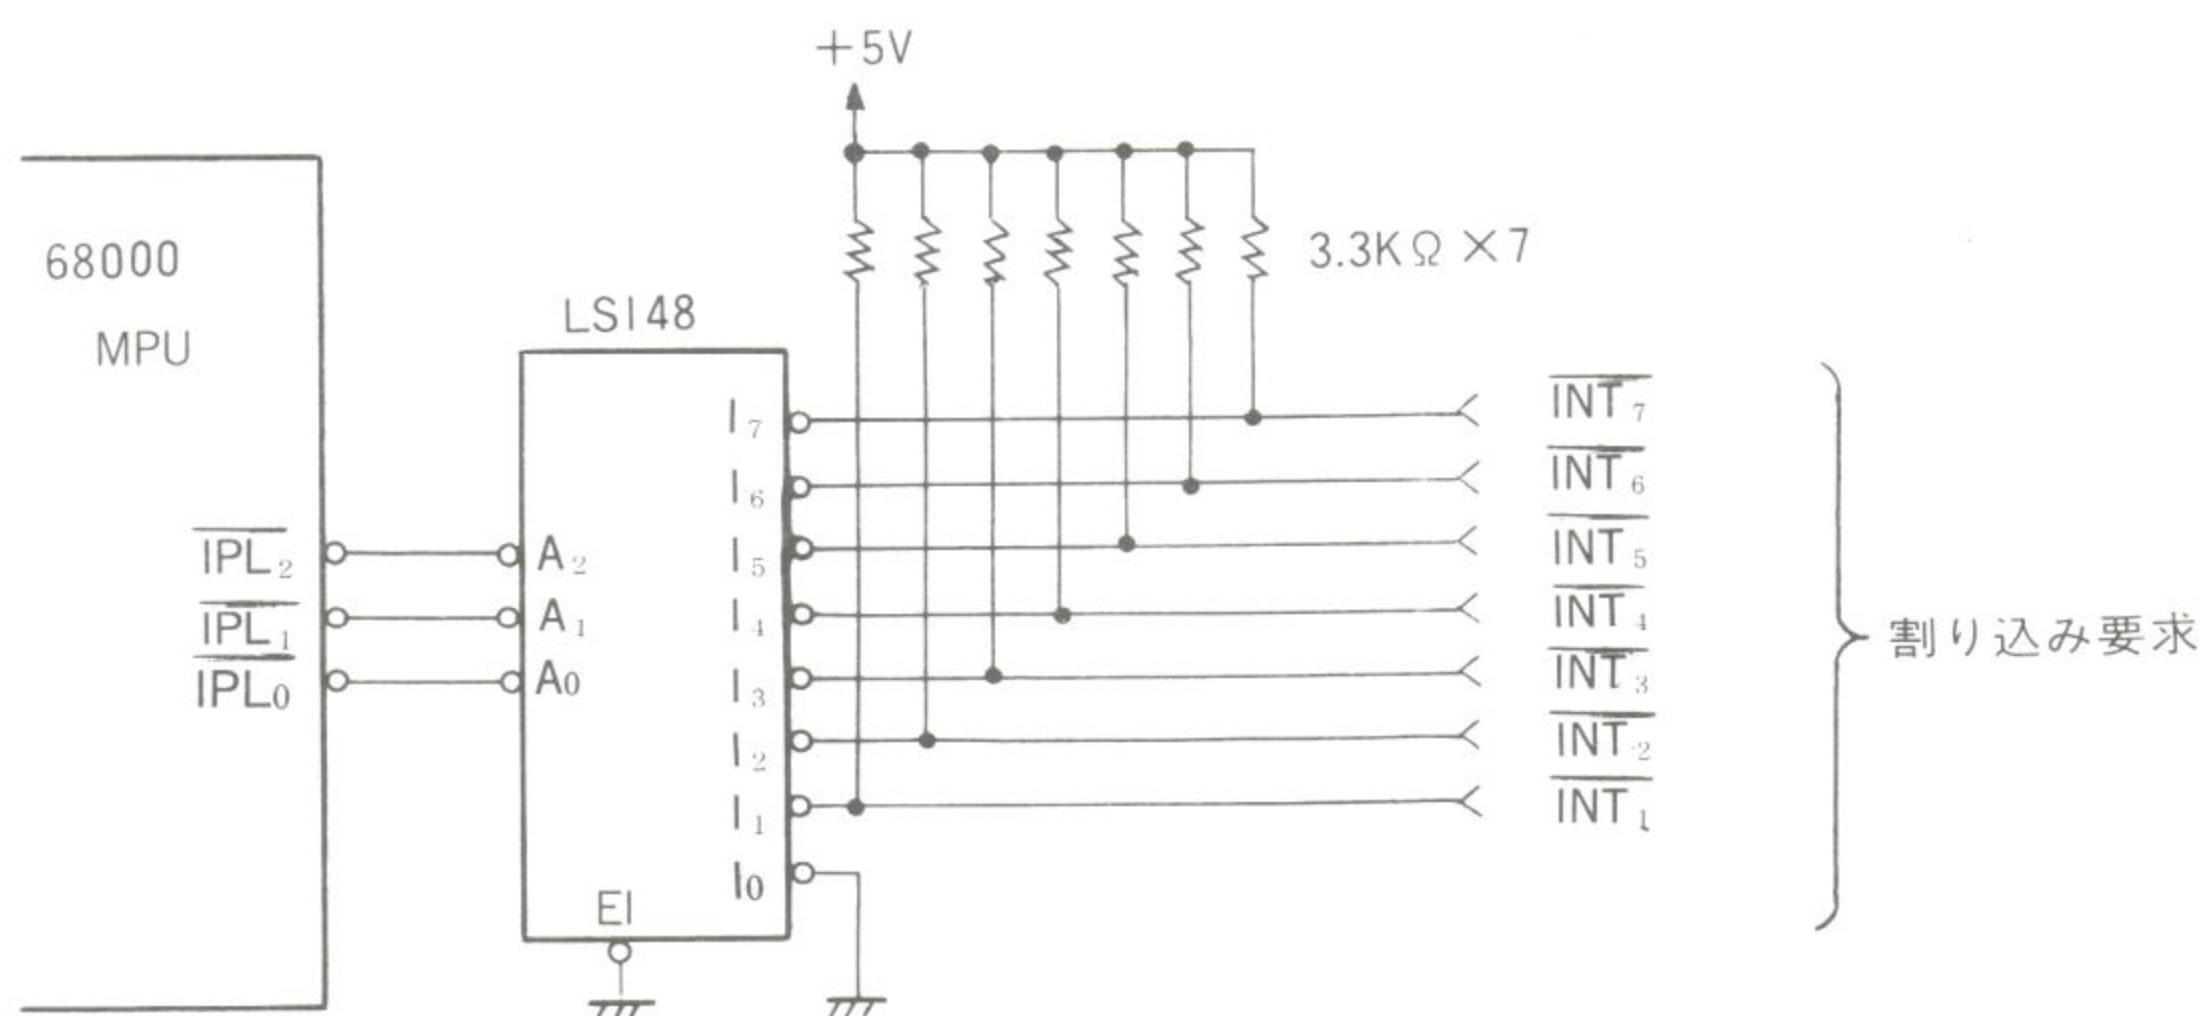 +5V
68000
MPU
3.3KΩ ×7
LS148
I7
I6
I5
I4
I3
I2
I1
I0
A2
A1
A0
EI
IPL2
IPL1
IPL0
INT7
INT6
INT5
INT4
INT3
INT2
INT1
割り込み要求